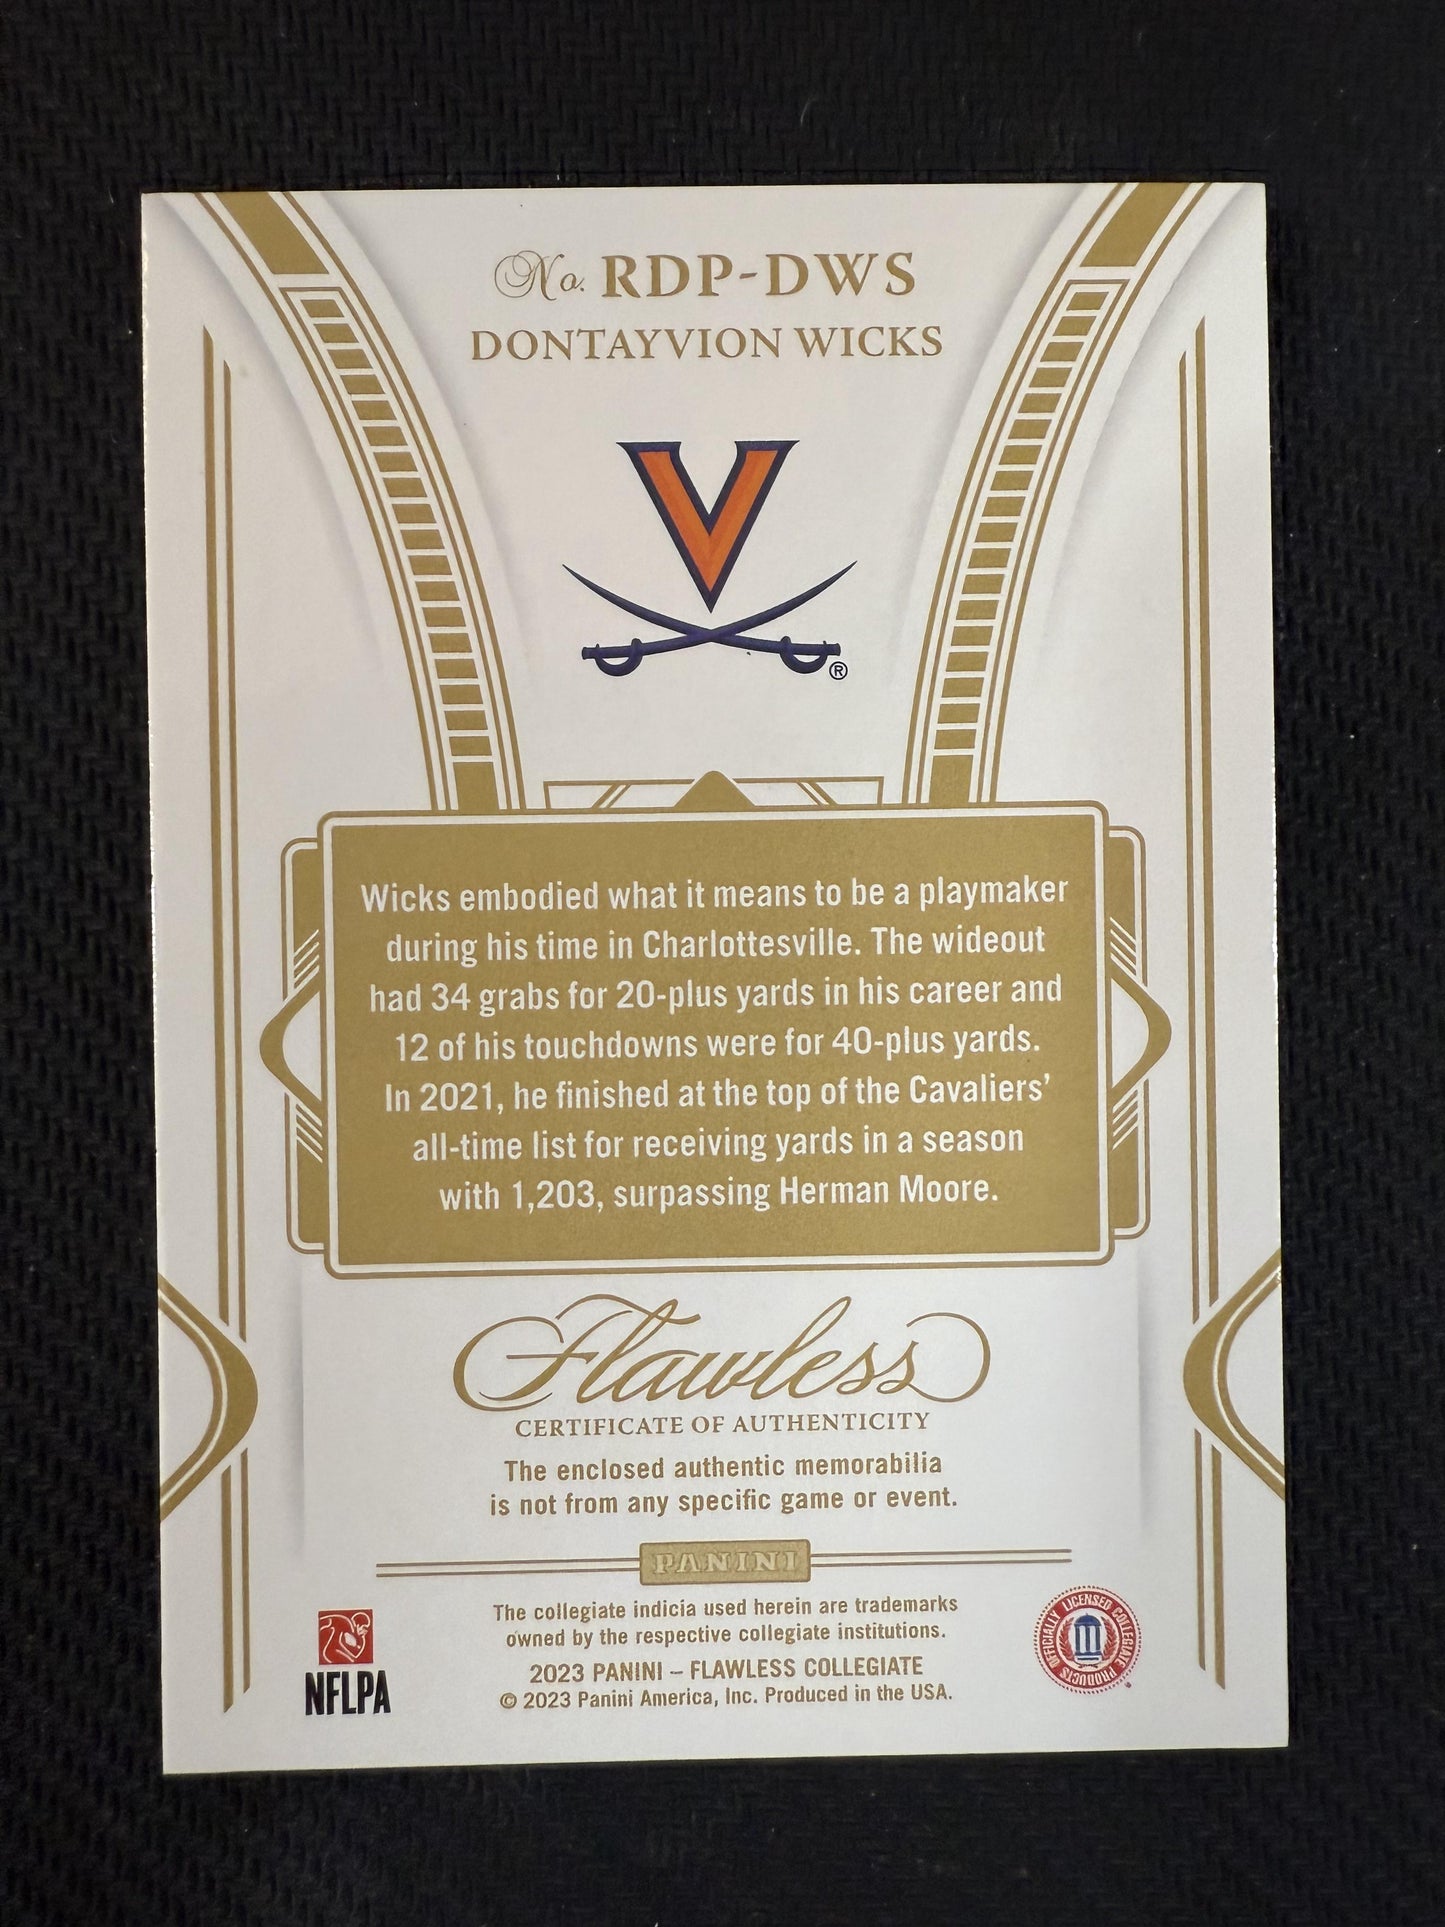 No. RDP-DWS
DONTAYVION WICKS
V
®
Wicks embodied what it means to be a playmaker
during his time in Charlottesville. The wideout
had 34 grabs for 20-plus yards in his career and
12 of his touchdowns were for 40-plus yards.
In 2021, he finished at the top of the Cavaliers'
all-time list for receiving yards in a season
with 1,203, surpassing Herman Moore.
Flawless
CERTIFICATE OF AUTHENTICITY
The enclosed authentic memorabilia
is not from any specific game or event.
PANINI
The collegiate indicia used herein are trademarks
owned by the respective collegiate institutions.
2023 PANINI – FLAWLESS COLLEGIATE
© 2023 Panini America, Inc. Produced in the USA.
NFLPA
OFFICIALLY LICENSED COLLEGIATE PRODUCTS